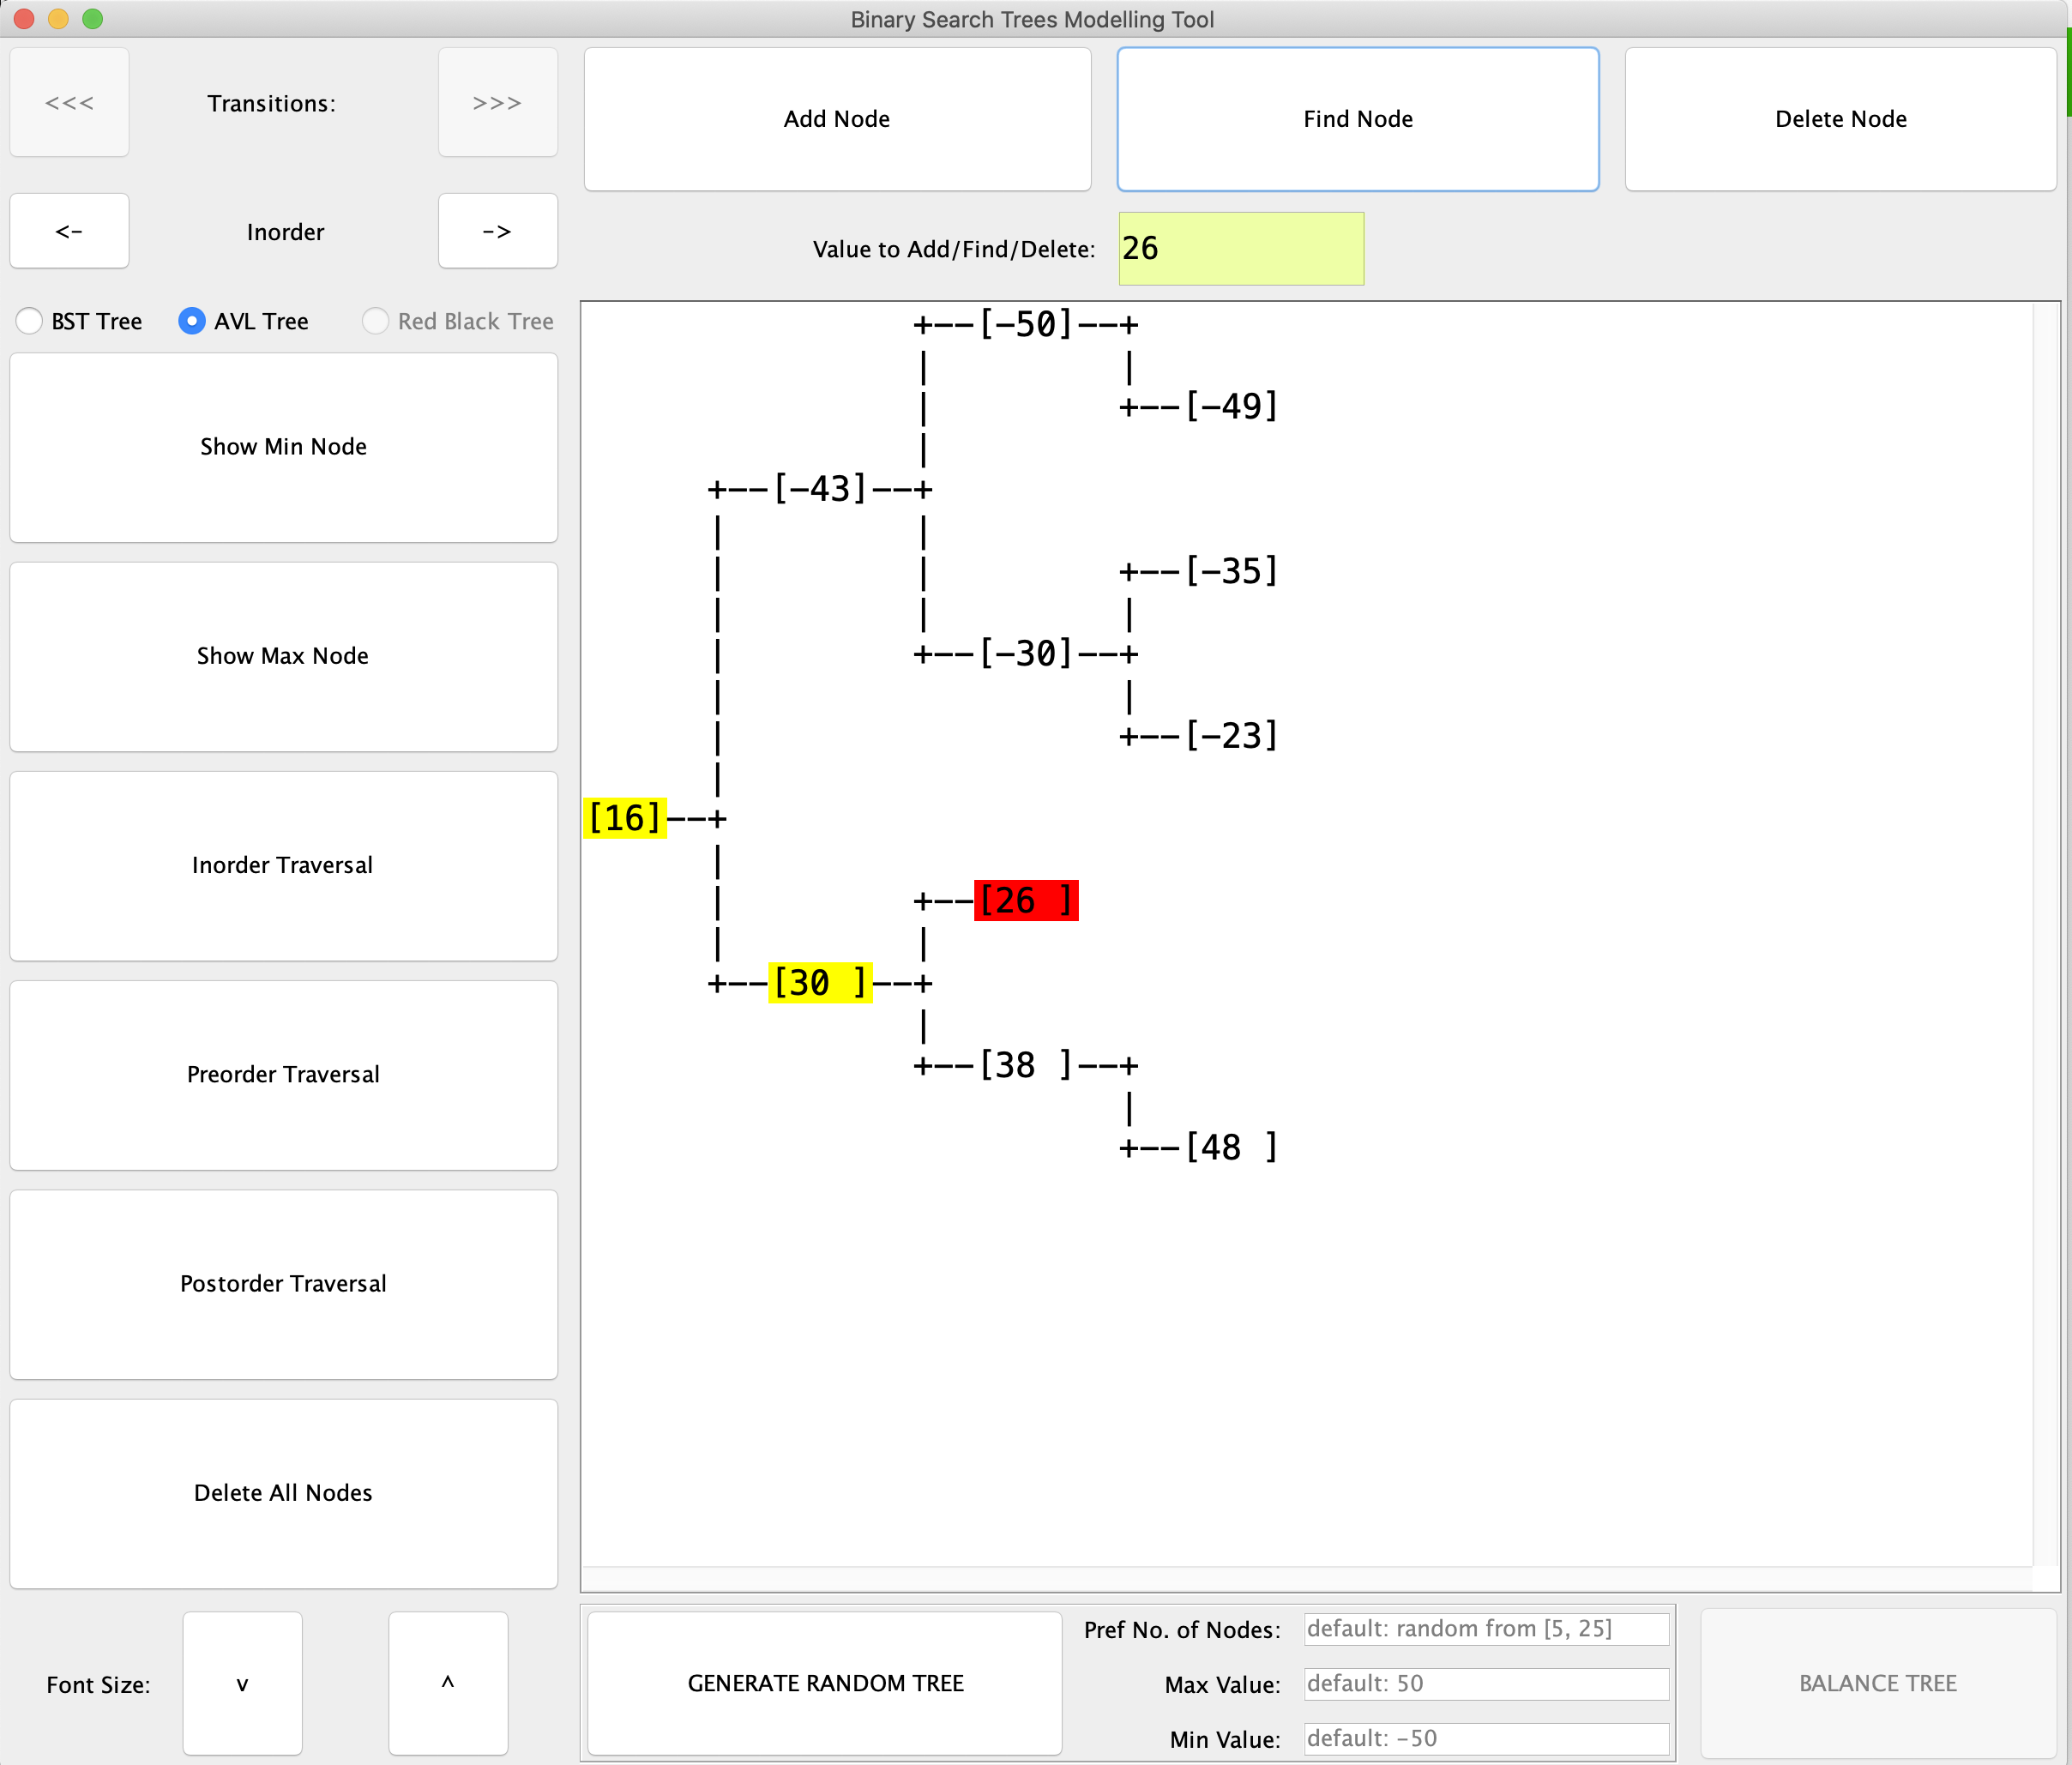 Binary Search Trees Modelling Tool
<<< Transitions: >>>
Add Node Find Node Delete Node
<- Inorder ->
Value to Add/Find/Delete: 26
BST Tree AVL Tree Red Black Tree
Show Min Node
Show Max Node
Inorder Traversal
Preorder Traversal
Postorder Traversal
Delete All Nodes
Font Size: v ^
+--[-50]--+
| |
| +--[-49]
|
+--[-43]--+
| |
| | +--[-35]
| | |
| +--[-30]--+
| |
| +--[-23]
|
[16]--+
|
| +--[26 ]
| |
+--[30 ]--+
|
+--[38 ]--+
|
+--[48 ]
GENERATE RANDOM TREE
Pref No. of Nodes: default: random from [5, 25]
Max Value: default: 50
Min Value: default: -50
BALANCE TREE